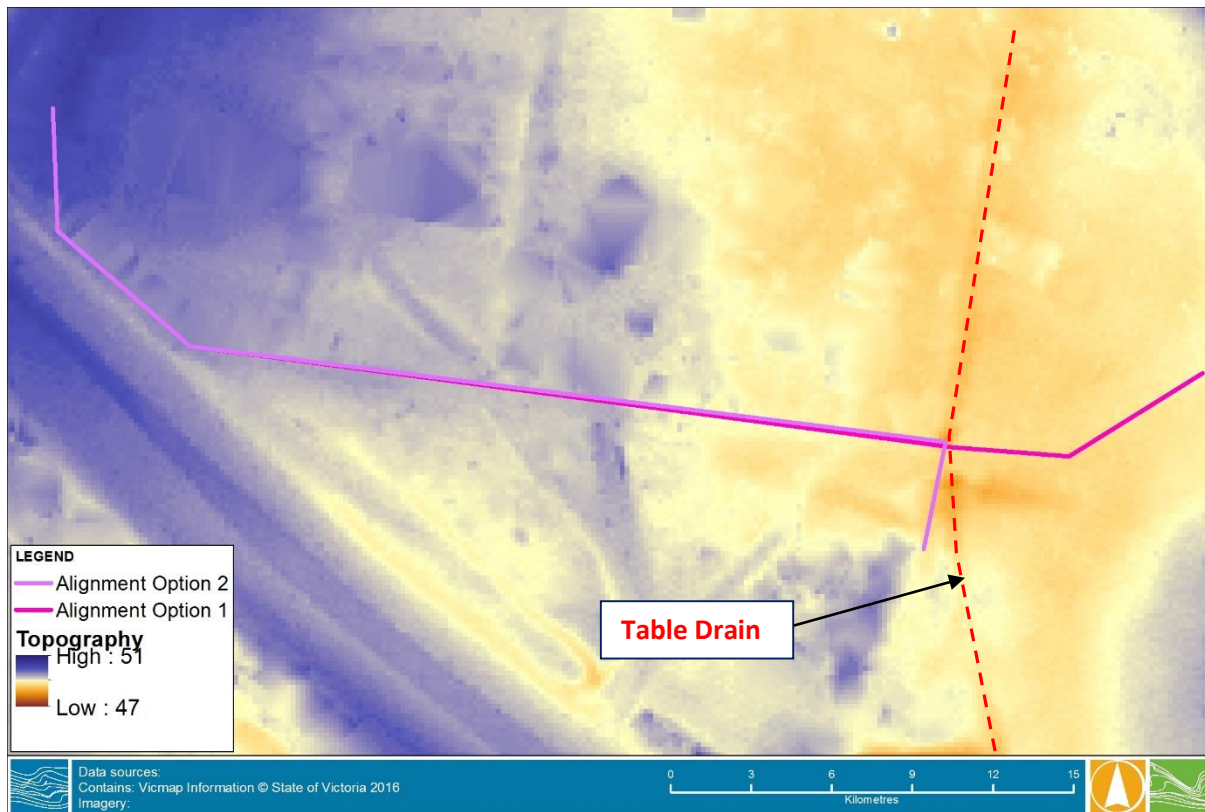 Table Drain
LEGEND
Alignment Option 2
Alignment Option 1
Topography
High : 51
Low : 47
Data sources:
Contains: Vicmap Information © State of Victoria 2016
Imagery:
0 3 6 9 12 15
Kilometres